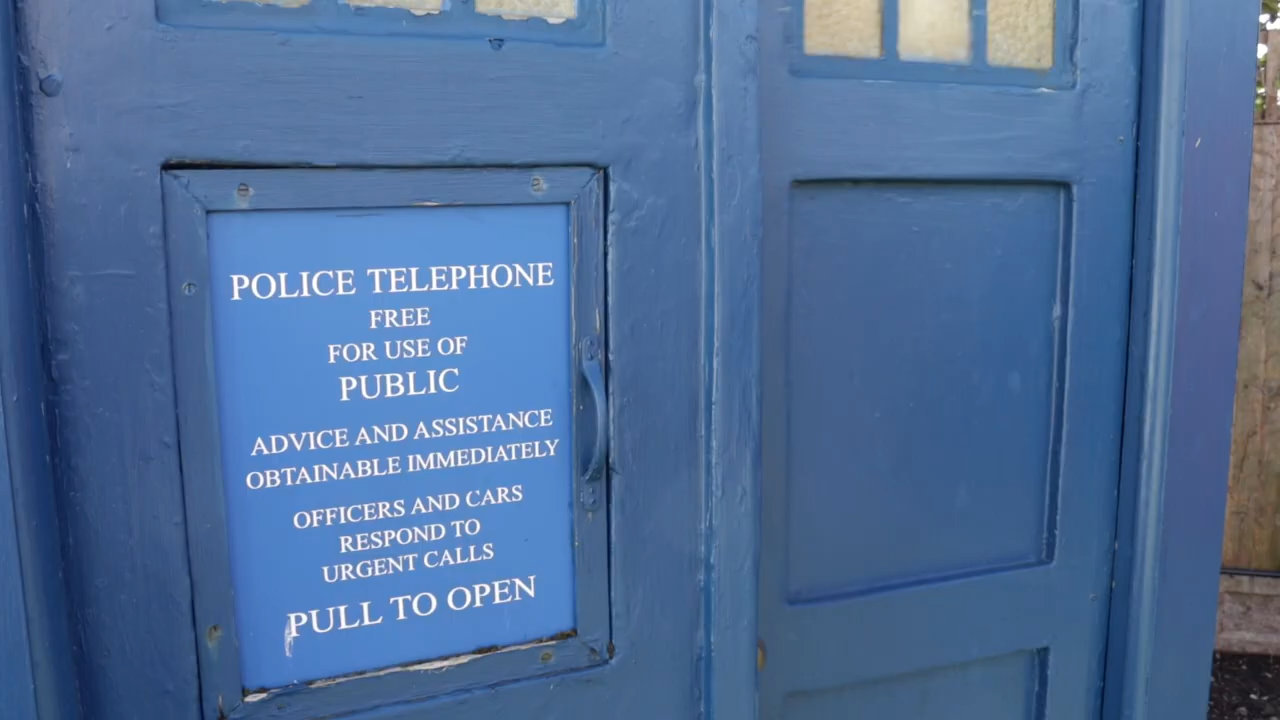 POLICE TELEPHONE
FREE
FOR USE OF
PUBLIC
ADVICE AND ASSISTANCE
OBTAINABLE IMMEDIATELY
OFFICERS AND CARS
RESPOND TO
URGENT CALLS
PULL TO OPEN